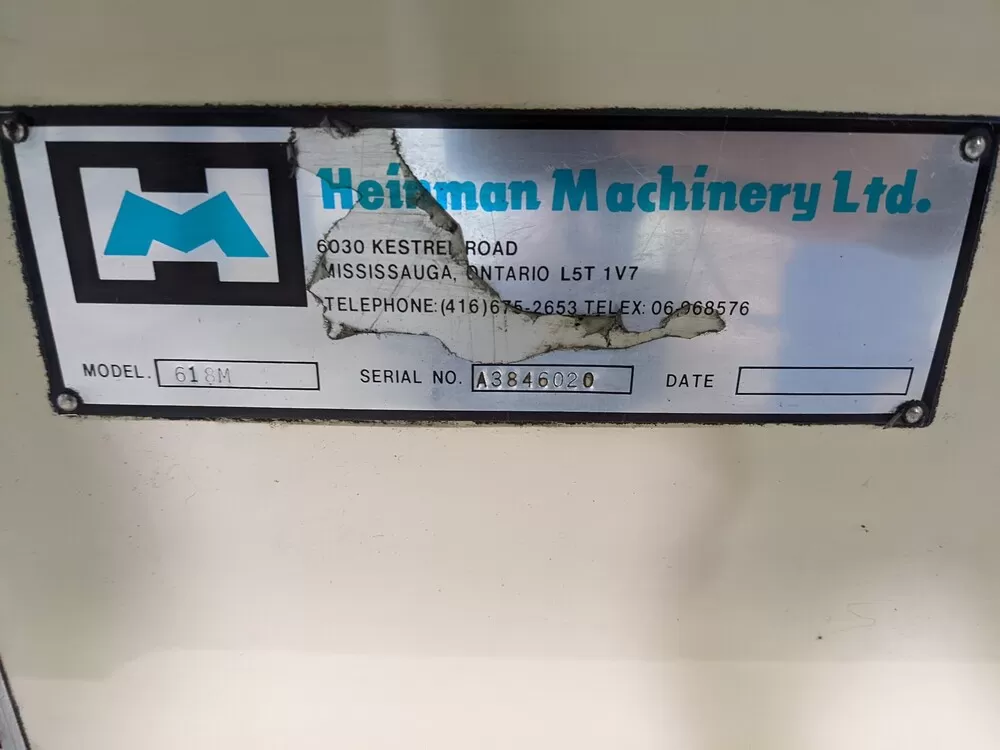 HM
Heinman Machinery Ltd.
6030 KESTREL ROAD
MISSISSAUGA, ONTARIO L5T 1V7
TELEPHONE: (416) 675-2653 TELEX: 06-968576
MODEL. 618M SERIAL NO. A3846020 DATE